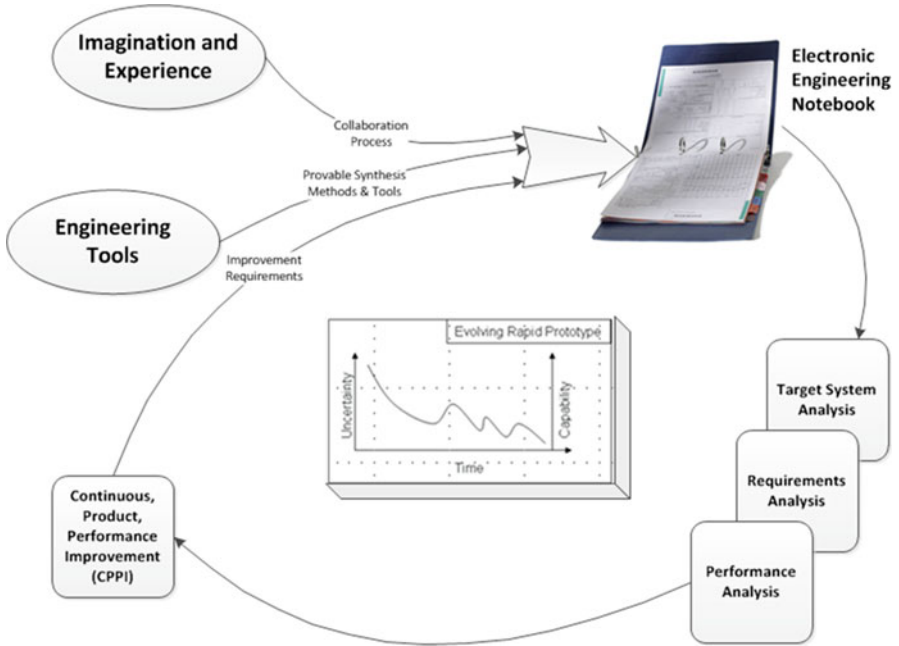 Imagination and
Experience
Electronic
Engineering
Notebook
Collaboration
Process
Provable Synthesis
Methods & Tools
Engineering
Tools
Improvement
Requirements
Evolving Rapid Prototype
Uncertainty
Capability
Time
Target System
Analysis
Requirements
Analysis
Performance
Analysis
Continuous,
Product,
Performance
Improvement
(CPPI)